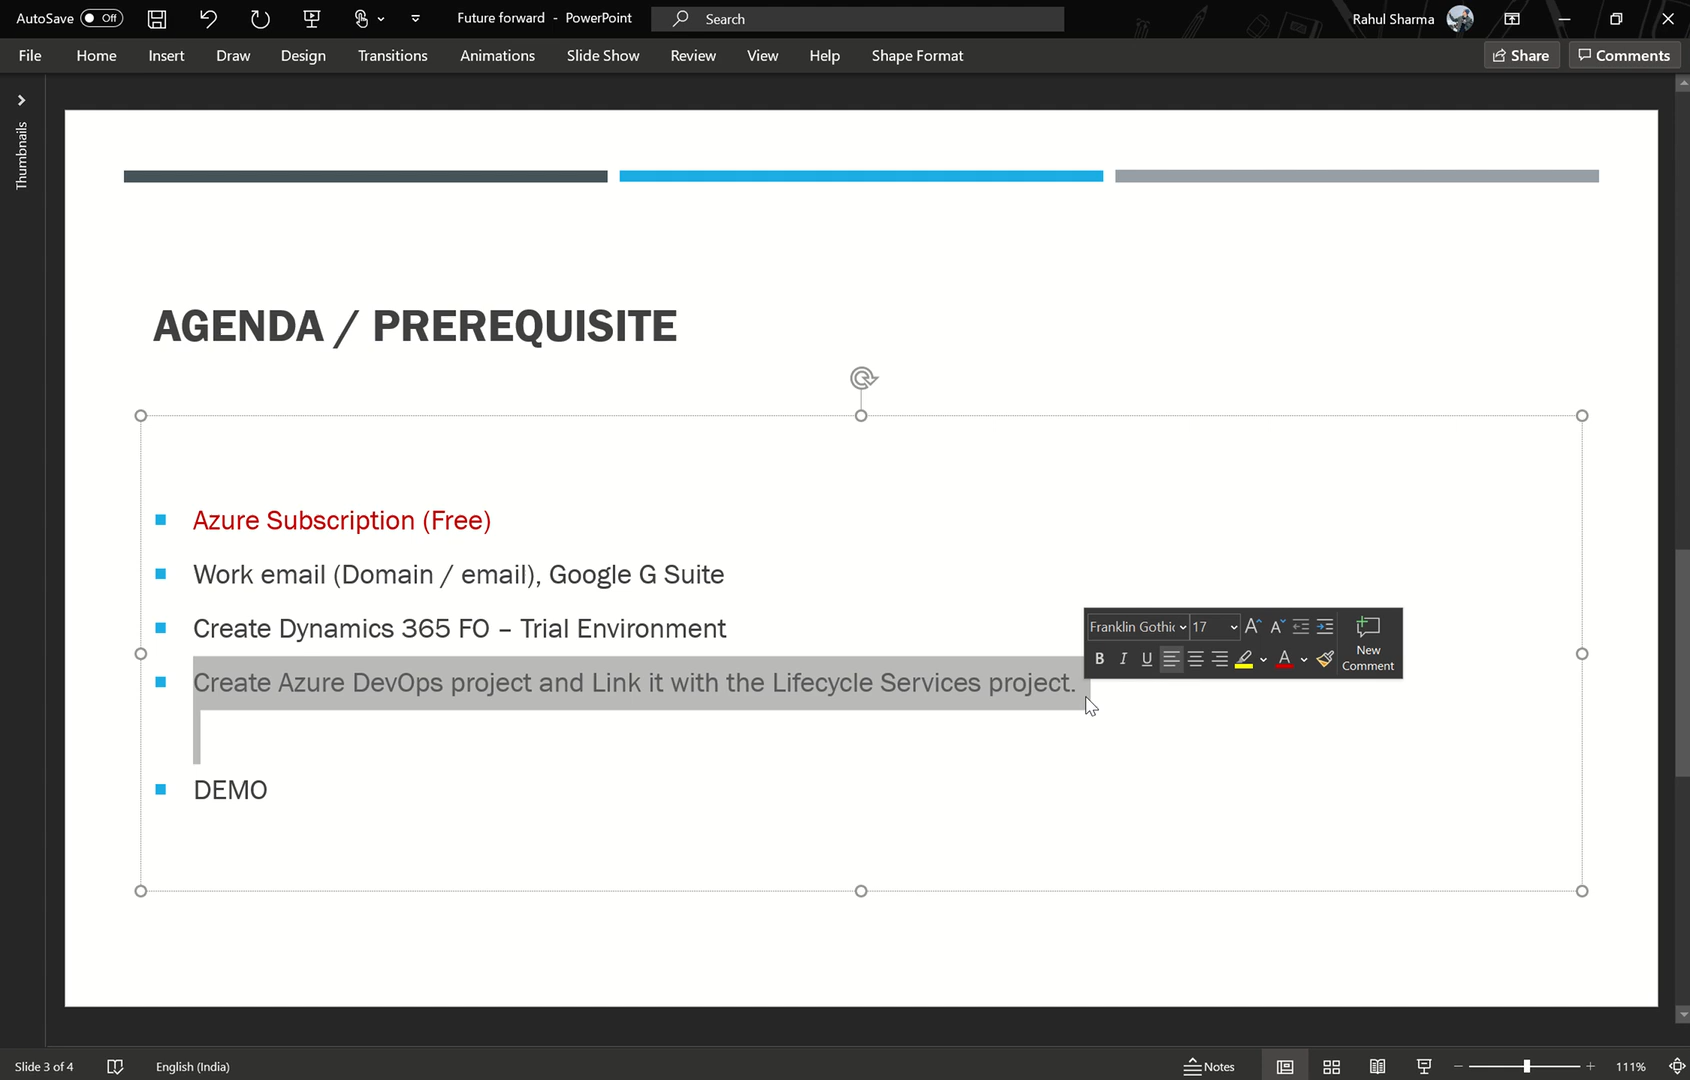 AutoSave Off Future forward - PowerPoint Search Rahul Sharma
File Home Insert Draw Design Transitions Animations Slide Show Review View Help Shape Format Share Comments
Thumbnails
AGENDA / PREREQUISITE
Azure Subscription (Free)
Work email (Domain / email), Google G Suite
Create Dynamics 365 FO – Trial Environment
Franklin Gothic 17 A A New Comment
B I U A
Create Azure DevOps project and Link it with the Lifecycle Services project.
DEMO
Slide 3 of 4 English (India) Notes 111%